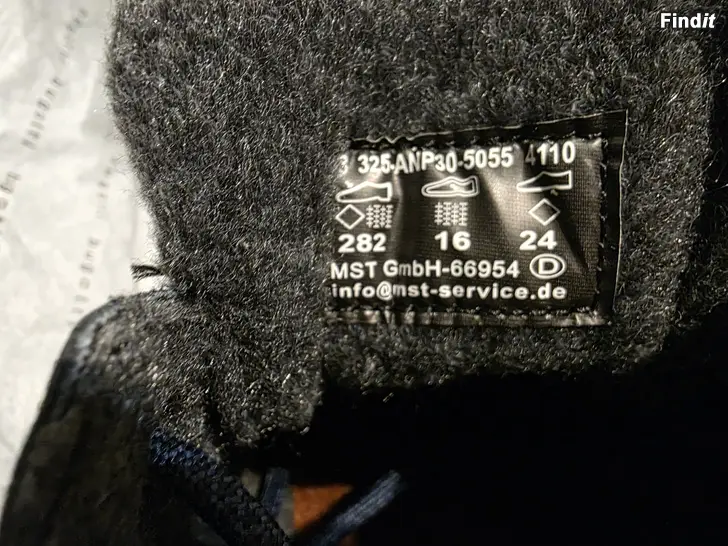 Findit
3 325-ANP30-5055 4110
282 16 24
MST GmbH-66954 D
info@mst-service.de